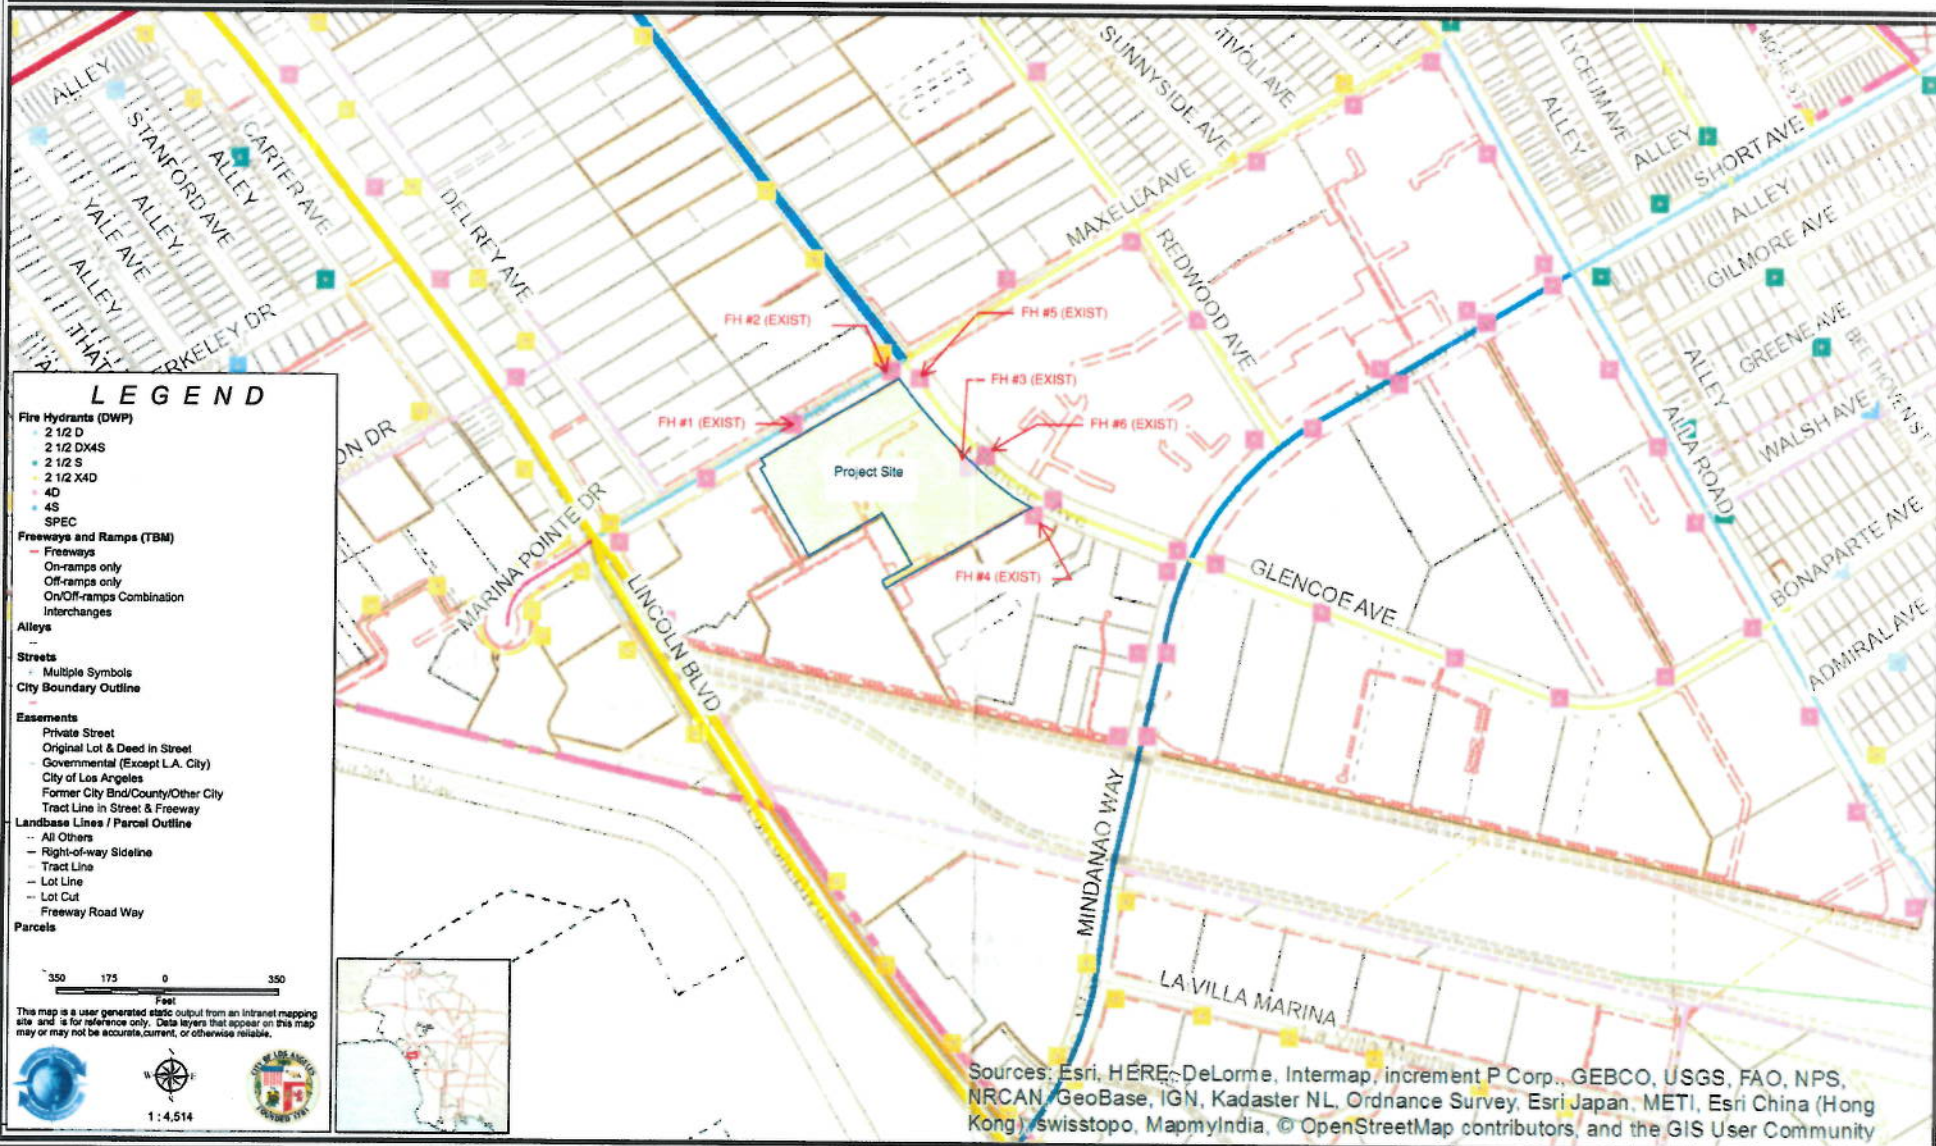 ALLEY
STANFORD AVE
ALLEY
CARTER AVE
YALE AVE
ALLEY
ALLEY
DEL REY AVE
SUNNYSIDE AVE
TIVOLI AVE
MAXELLA AVE
REDWOOD AVE
LYCEUM AVE
ALLEY
ALLEY
SHORT AVE
ALLEY
GILMORE AVE
GREENE AVE
ALLEY
WALSH AVE
BEETHOVEN ST
ALLA ROAD
BONAPARTE AVE
ADMIRAL AVE
ERKELEY DR
ON DR
FH #2 (EXIST)
FH #5 (EXIST)
FH #3 (EXIST)
FH #1 (EXIST)
FH #6 (EXIST)
Project Site
FH #4 (EXIST)
MARINA POINTE DR
LINCOLN BLVD
GLENCOE AVE
MINDANAO WAY
LA VILLA MARINA
LEGEND
Fire Hydrants (DWP)
2 1/2 D
2 1/2 DX4S
2 1/2 S
2 1/2 X4D
4D
4S
SPEC
Freeways and Ramps (TBM)
Freeways
On-ramps only
Off-ramps only
On/Off-ramps Combination
Interchanges
Alleys
Streets
Multiple Symbols
City Boundary Outline
Easements
Private Street
Original Lot & Deed in Street
Governmental (Except L.A. City)
City of Los Angeles
Former City Bnd/County/Other City
Tract Line in Street & Freeway
Landbase Lines / Parcel Outline
All Others
Right-of-way Sideline
Tract Line
Lot Line
Lot Cut
Freeway Road Way
Parcels
350 175 0 350
Feet
This map is a user generated static output from an Intranet mapping
site and is for reference only. Data layers that appear on this map
may or may not be accurate,current, or otherwise reliable.
W E
CITY OF LOS ANGELES
FOUNDED 1781
1 : 4,514
Sources: Esri, HERE, DeLorme, Intermap, increment P Corp., GEBCO, USGS, FAO, NPS,
NRCAN, GeoBase, IGN, Kadaster NL, Ordnance Survey, Esri Japan, METI, Esri China (Hong
Kong), swisstopo, MapmyIndia, © OpenStreetMap contributors, and the GIS User Community